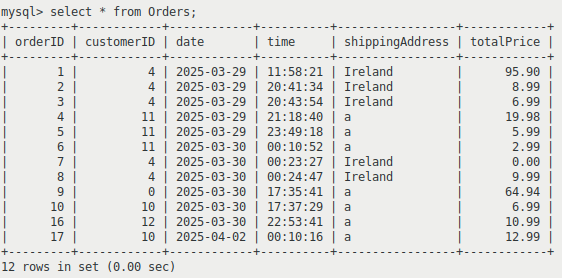 mysql> select * from Orders;
+---------+------------+------------+----------+-----------------+------------+
| orderID | customerID | date       | time     | shippingAddress | totalPrice |
+---------+------------+------------+----------+-----------------+------------+
|       1 |          4 | 2025-03-29 | 11:58:21 | Ireland         |      95.90 |
|       2 |          4 | 2025-03-29 | 20:41:34 | Ireland         |       8.99 |
|       3 |          4 | 2025-03-29 | 20:43:54 | Ireland         |       6.99 |
|       4 |         11 | 2025-03-29 | 21:18:40 | a               |      19.98 |
|       5 |         11 | 2025-03-29 | 23:49:18 | a               |       5.99 |
|       6 |         11 | 2025-03-30 | 00:10:52 | a               |       2.99 |
|       7 |          4 | 2025-03-30 | 00:23:27 | Ireland         |       0.00 |
|       8 |          4 | 2025-03-30 | 00:24:47 | Ireland         |       9.99 |
|       9 |          0 | 2025-03-30 | 17:35:41 | a               |      64.94 |
|      10 |         10 | 2025-03-30 | 17:37:29 | a               |       6.99 |
|      16 |         12 | 2025-03-30 | 22:53:41 | a               |      10.99 |
|      17 |         10 | 2025-04-02 | 00:10:16 | a               |      12.99 |
+---------+------------+------------+----------+-----------------+------------+
12 rows in set (0.00 sec)